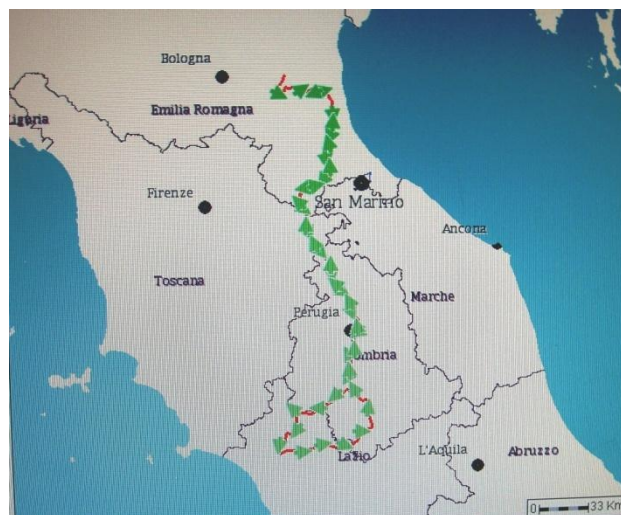 Bologna
Emilia Romagna
Liguria
Firenze
San Marino
Ancona
Toscana
Marche
Perugia
Umbria
L'Aquila
Abruzzo
Lazio
0
33 Km